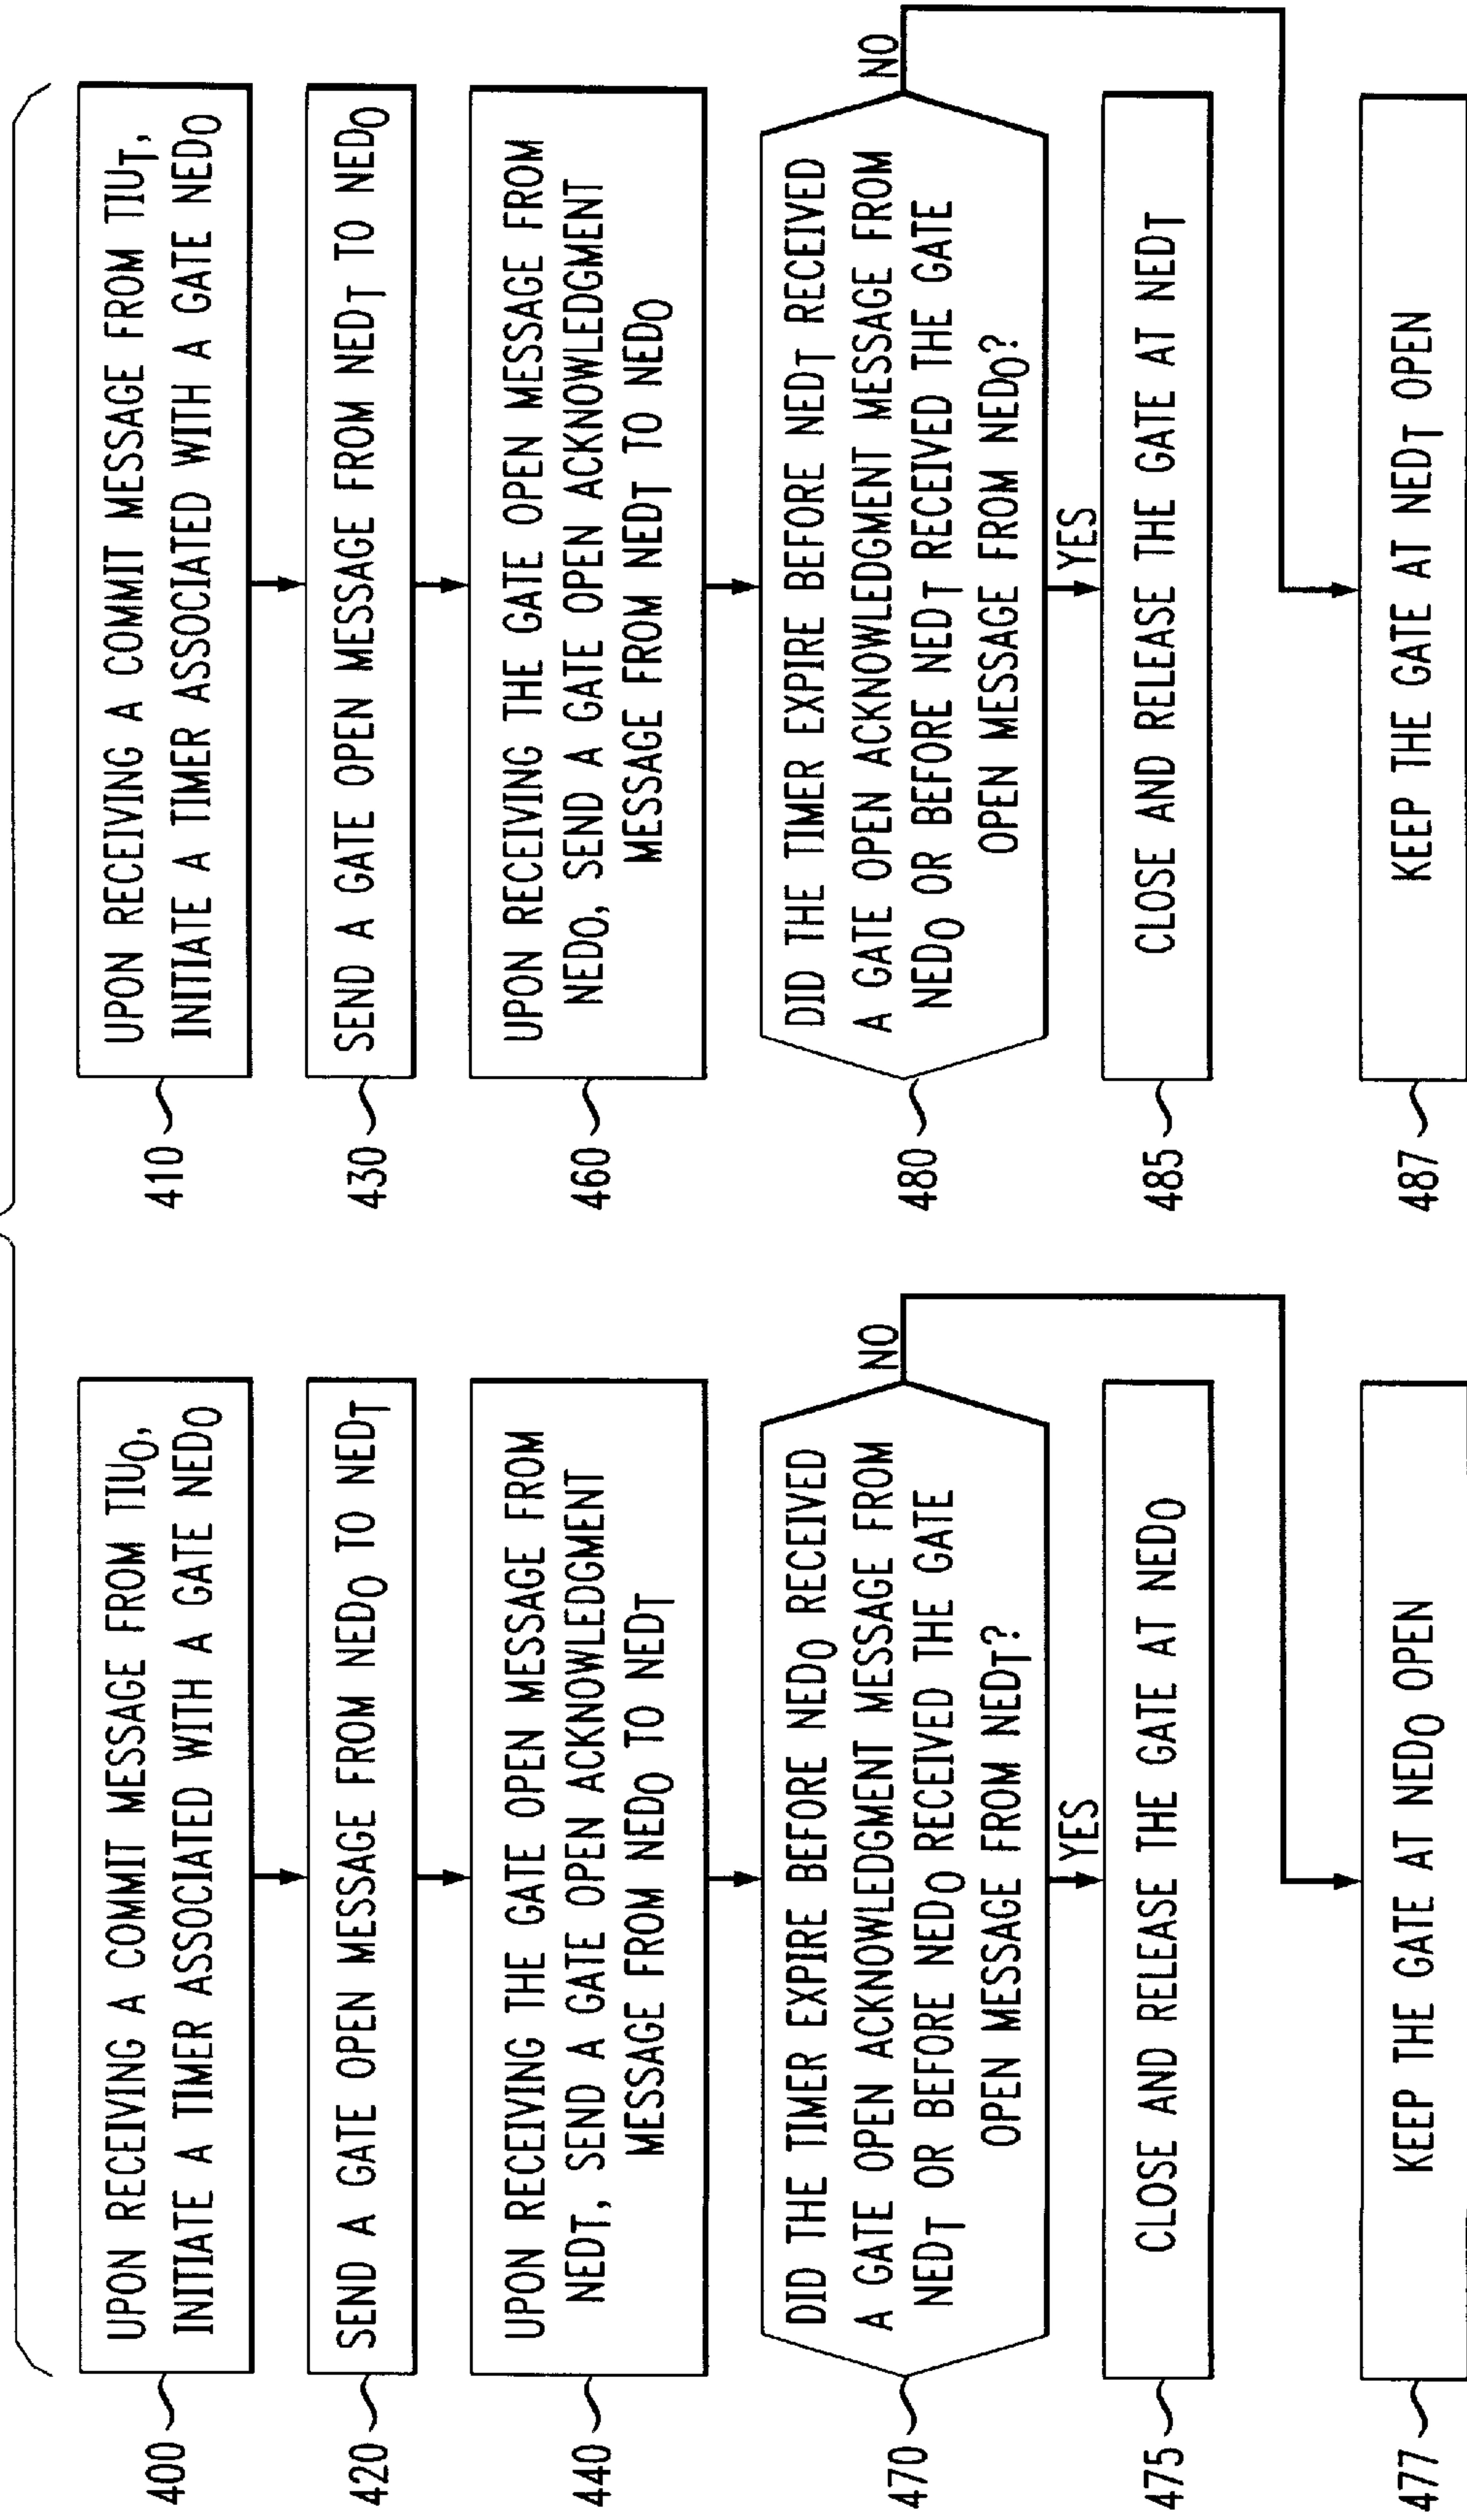 400
UPON RECEIVING A COMMIT MESSAGE FROM TIUO,
INITIATE A TIMER ASSOCIATED WITH A GATE NEDO
420
SEND A GATE OPEN MESSAGE FROM NEDO TO NEDT
440
UPON RECEIVING THE GATE OPEN MESSAGE FROM
NEDT, SEND A GATE OPEN ACKNOWLEDGMENT
MESSAGE FROM NEDO TO NEDT
470
DID THE TIMER EXPIRE BEFORE NEDO RECEIVED
A GATE OPEN ACKNOWLEDGMENT MESSAGE FROM
NEDT OR BEFORE NEDO RECEIVED THE GATE
OPEN MESSAGE FROM NEDT?
NO
YES
475
CLOSE AND RELEASE THE GATE AT NEDO
477
KEEP THE GATE AT NEDO OPEN
410
UPON RECEIVING A COMMIT MESSAGE FROM TIUT,
INITIATE A TIMER ASSOCIATED WITH A GATE NEDO
430
SEND A GATE OPEN MESSAGE FROM NEDT TO NEDO
460
UPON RECEIVING THE GATE OPEN MESSAGE FROM
NEDO, SEND A GATE OPEN ACKNOWLEDGMENT
MESSAGE FROM NEDT TO NEDO
480
DID THE TIMER EXPIRE BEFORE NEDT RECEIVED
A GATE OPEN ACKNOWLEDGMENT MESSAGE FROM
NEDO OR BEFORE NEDT RECEIVED THE GATE
OPEN MESSAGE FROM NEDO?
NO
YES
485
CLOSE AND RELEASE THE GATE AT NEDT
487
KEEP THE GATE AT NEDT OPEN